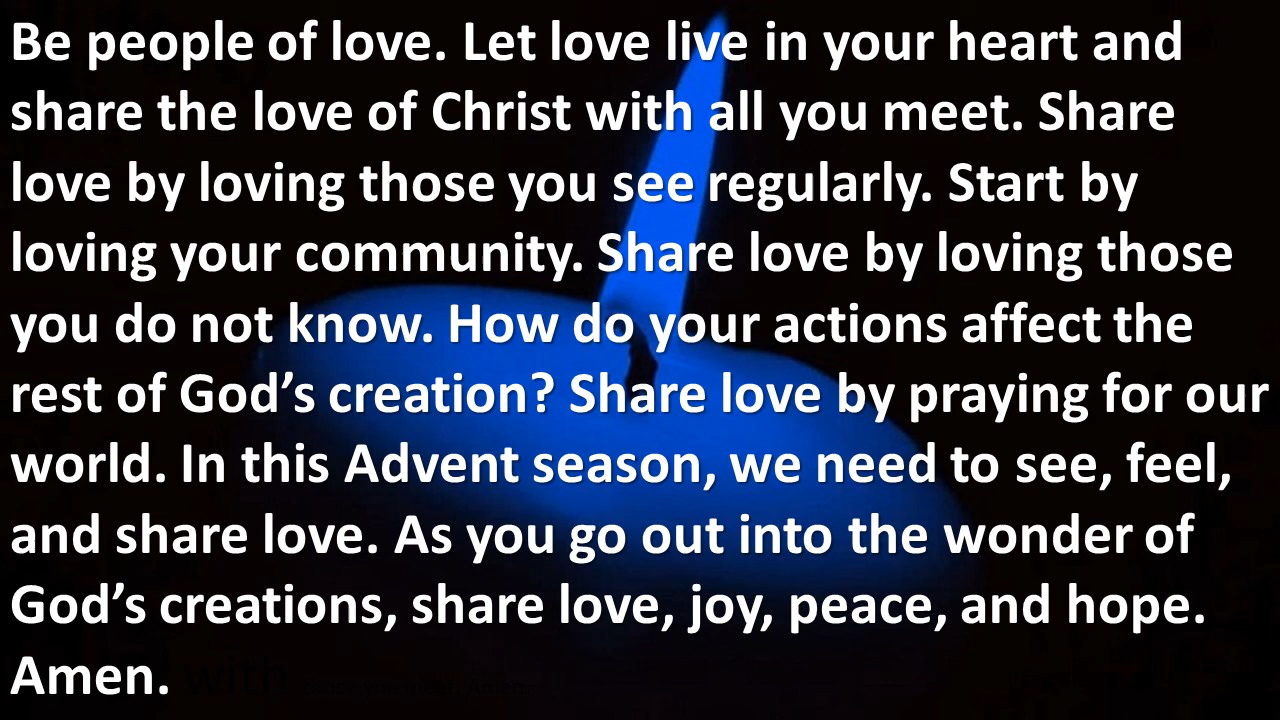 Be people of love. Let love live in your heart and
share the love of Christ with all you meet. Share
love by loving those you see regularly. Start by
loving your community. Share love by loving those
you do not know. How do your actions affect the
rest of God’s creation? Share love by praying for our
world. In this Advent season, we need to see, feel,
and share love. As you go out into the wonder of
God’s creations, share love, joy, peace, and hope.
Amen.